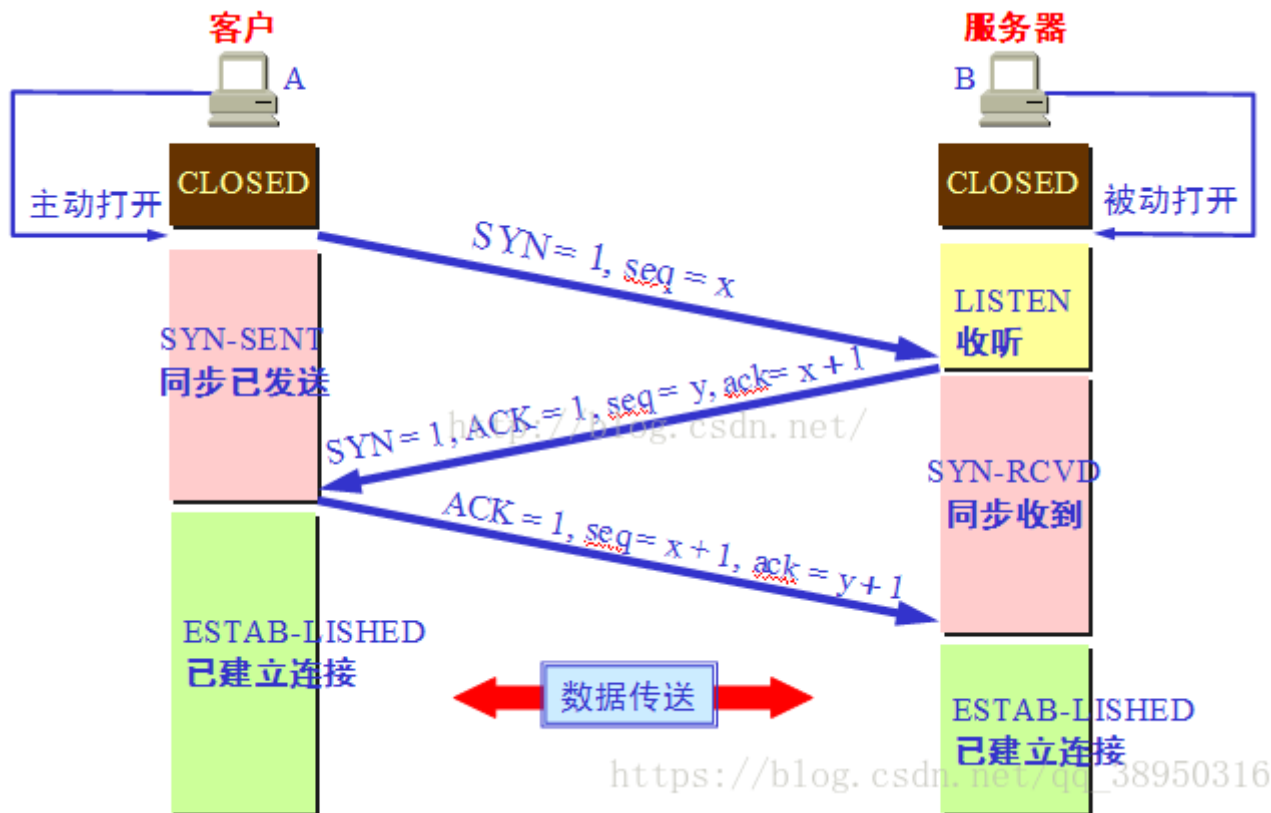 客户
服务器
A
B
CLOSED
CLOSED
主动打开
被动打开
SYN = 1, seq = x
LISTEN
收听
SYN-SENT
同步已发送
SYN = 1, ACK = 1, seq = y, ack= x + 1
http://blog.csdn.net/
SYN-RCVD
同步收到
ACK = 1, seq = x + 1, ack = y + 1
ESTAB-LISHED
已建立连接
数据传送
ESTAB-LISHED
已建立连接
https://blog.csdn.net/qq_38950316